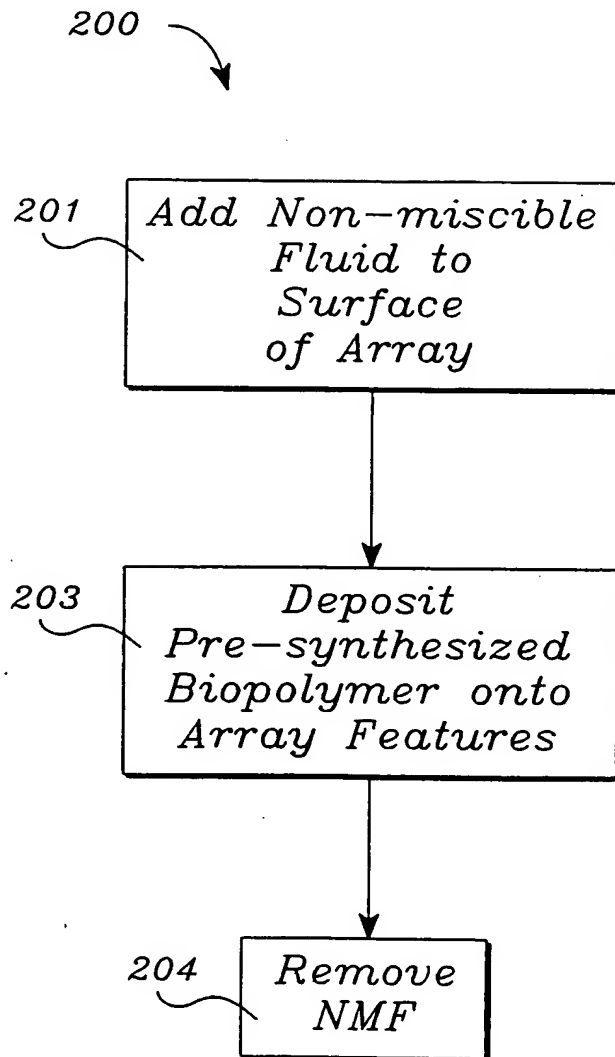 200
201
Add Non-miscible
Fluid to
Surface
of Array
203
Deposit
Pre-synthesized
Biopolymer onto
Array Features
204
Remove
NMF